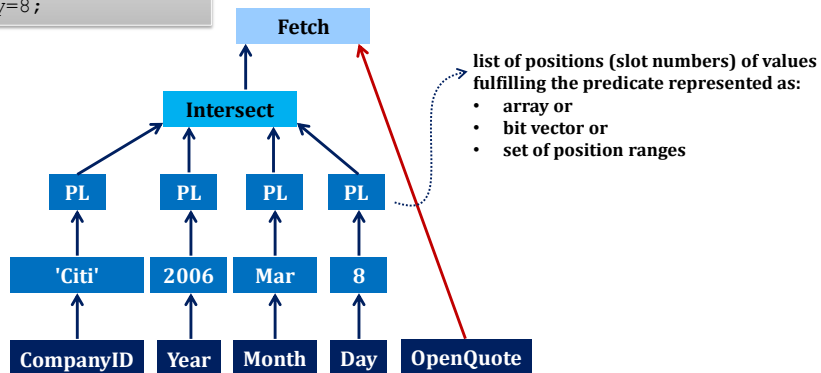 y=8;
Fetch
list of positions (slot numbers) of values
fulfilling the predicate represented as:
• array or
• bit vector or
• set of position ranges
Intersect
PL PL PL PL
'Citi' 2006 Mar 8
CompanyID Year Month Day OpenQuote